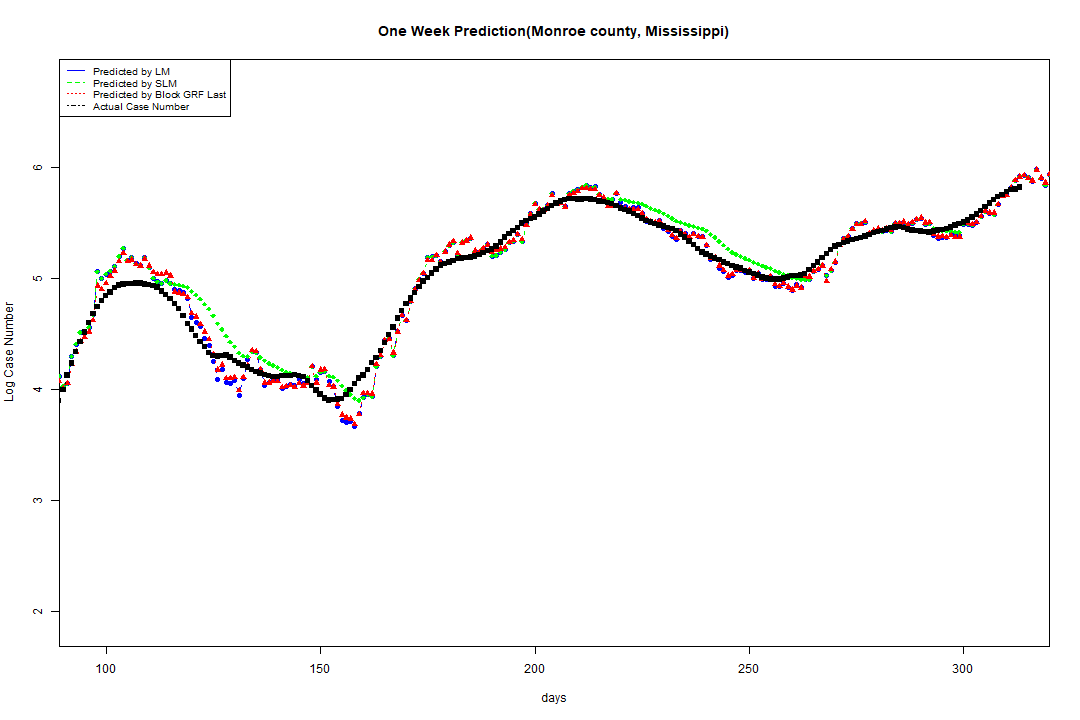 One Week Prediction(Monroe county, Mississippi)
Predicted by LM
Predicted by SLM
Predicted by Block GRF Last
Actual Case Number
Log Case Number
6
5
4
3
2
100 150 200 250 300
days